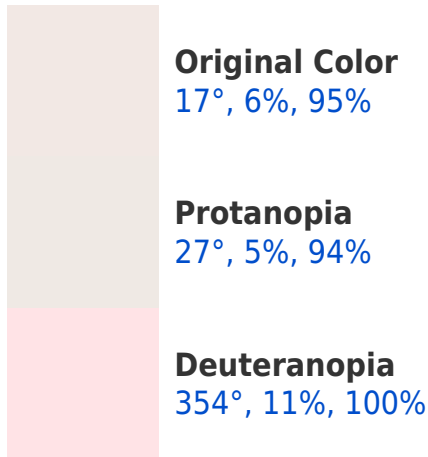 Original Color
17°, 6%, 95%
Protanopia
27°, 5%, 94%
Deuteranopia
354°, 11%, 100%